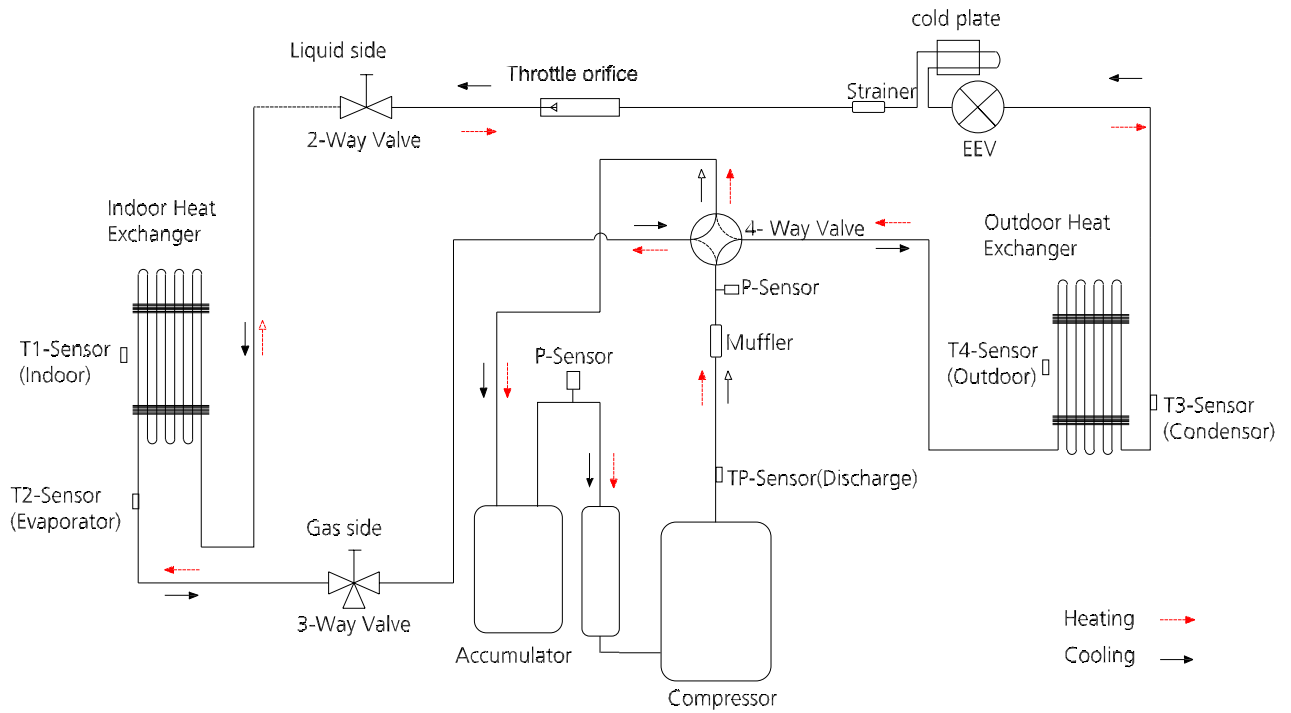 cold plate
Liquid side
Throttle orifice
Strainer
2-Way Valve
EEV
Indoor Heat
Exchanger
4- Way Valve
Outdoor Heat
Exchanger
P-Sensor
Muffler
T1-Sensor
(Indoor)
P-Sensor
T4-Sensor
(Outdoor)
T3-Sensor
(Condensor)
TP-Sensor(Discharge)
T2-Sensor
(Evaporator)
Gas side
3-Way Valve
Accumulator
Compressor
Heating
Cooling